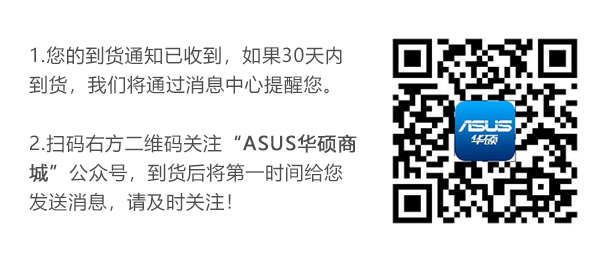 1.您的到货通知已收到，如果30天内
到货，我们将通过消息中心提醒您。
2.扫码右方二维码关注“ASUS华硕商
城”公众号，到货后将第一时间给您
发送消息，请及时关注！
ASUS
华硕